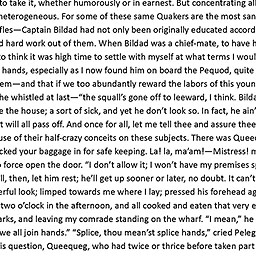 to take it, whether humorously or in earnest. But concentrating all
heterogeneous. For some of these same Quakers are the most san
fles—Captain Bildad had not only been originally educated accord
d hard work out of them. When Bildad was a chief-mate, to have h
to think it was high time to settle with myself at what terms I woul
hands, especially as I now found him on board the Pequod, quite
em—and that if we too abundantly reward the labors of this youn
he whistled at last—"the squall's gone off to leeward, I think. Bilda
e the house; a sort of sick, and yet he don't look so. In fact, he ain'
t will all pass off. And once for all, let me tell thee and assure thee
use of their half-crazy conceits on these subjects. There was Quee
cked your baggage in for safe keeping. La! la, ma'am!—Mistress! m
o force open the door. "I don't allow it; I won't have my premises s
ll, then, let him rest; he'll get up sooner or later, no doubt. It can't
erful look; limped towards me where I lay; pressed his forehead ag
two o'clock in the afternoon, and all cooked and eaten that very e
arks, and leaving my comrade standing on the wharf. "I mean," he
we all join hands." "Splice, thou mean'st splice hands," cried Peleg
is question, Queequeg, who had twice or thrice before taken part